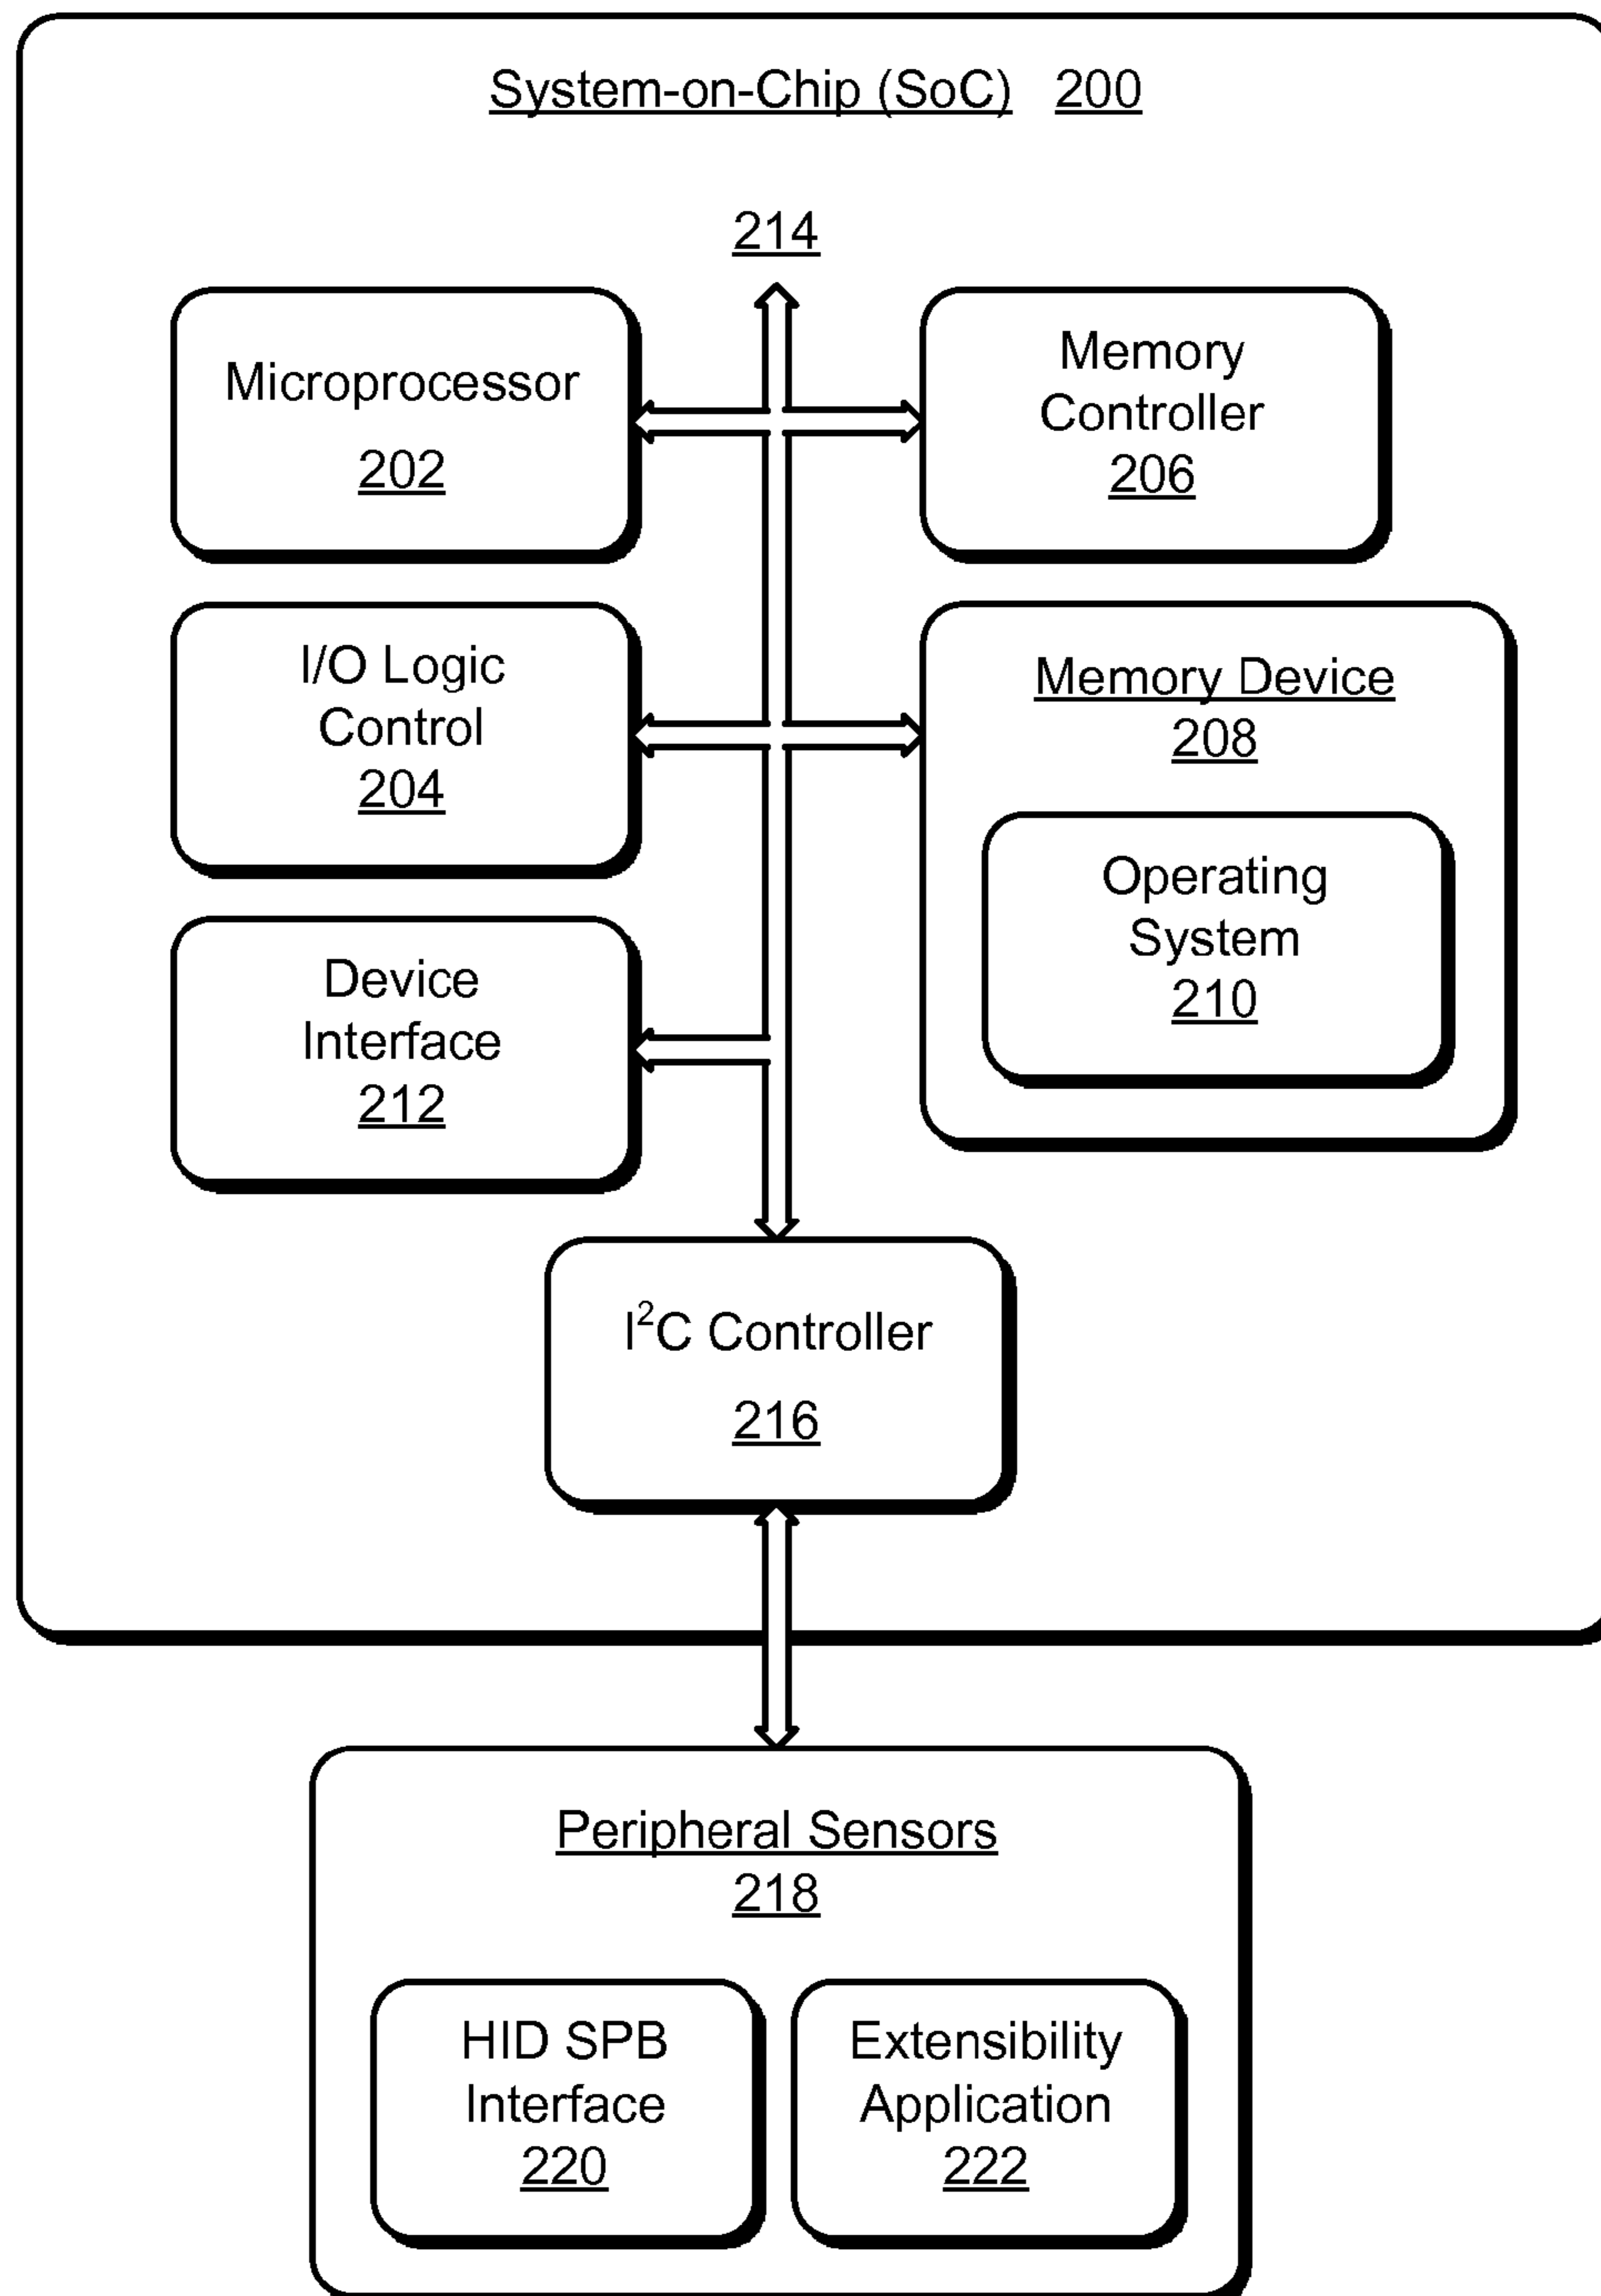 System-on-Chip (SoC) 200
214
Microprocessor
202
Memory
Controller
206
I/O Logic
Control
204
Memory Device
208
Operating
System
210
Device
Interface
212
I²C Controller
216
Peripheral Sensors
218
HID SPB
Interface
220
Extensibility
Application
222